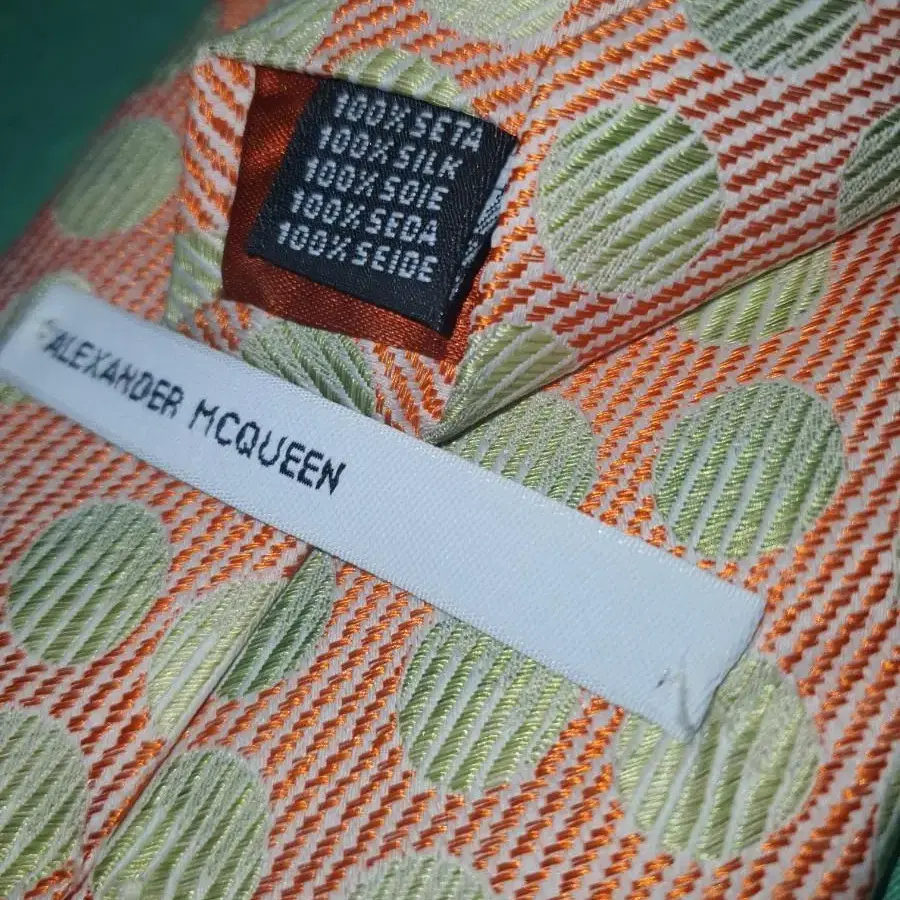 100% SETA
100% SILK
100% SOIE
100% SEDA
100% SEIDE
ALEXANDER MCQUEEN